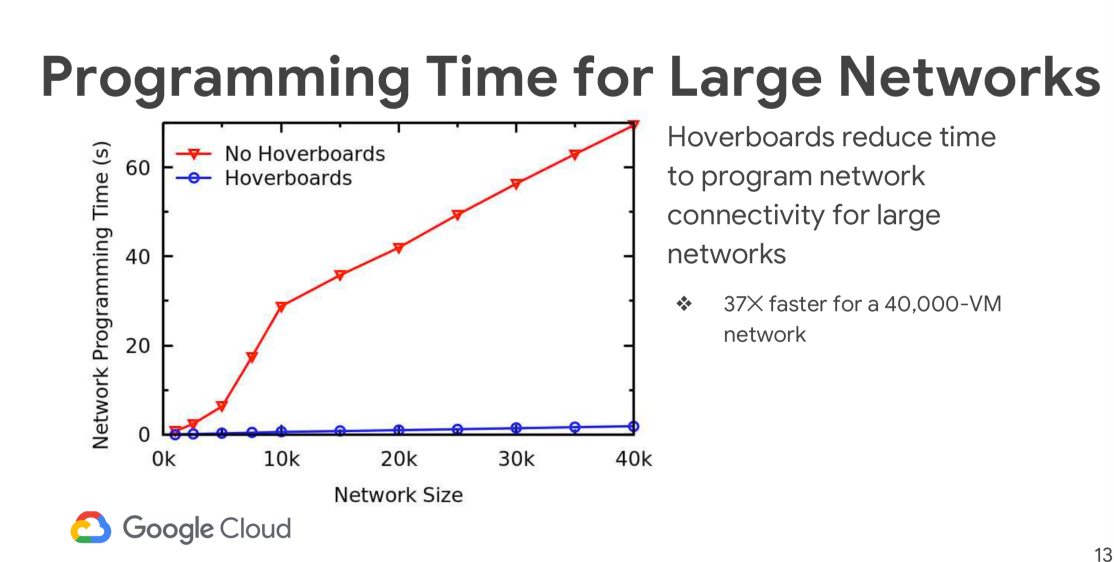 Programming Time for Large Networks
Network Programming Time (s)
60
40
20
0
No Hoverboards
Hoverboards
0k 10k 20k 30k 40k
Network Size
Hoverboards reduce time
to program network
connectivity for large
networks
❖ 37X faster for a 40,000-VM
network
Google Cloud
13